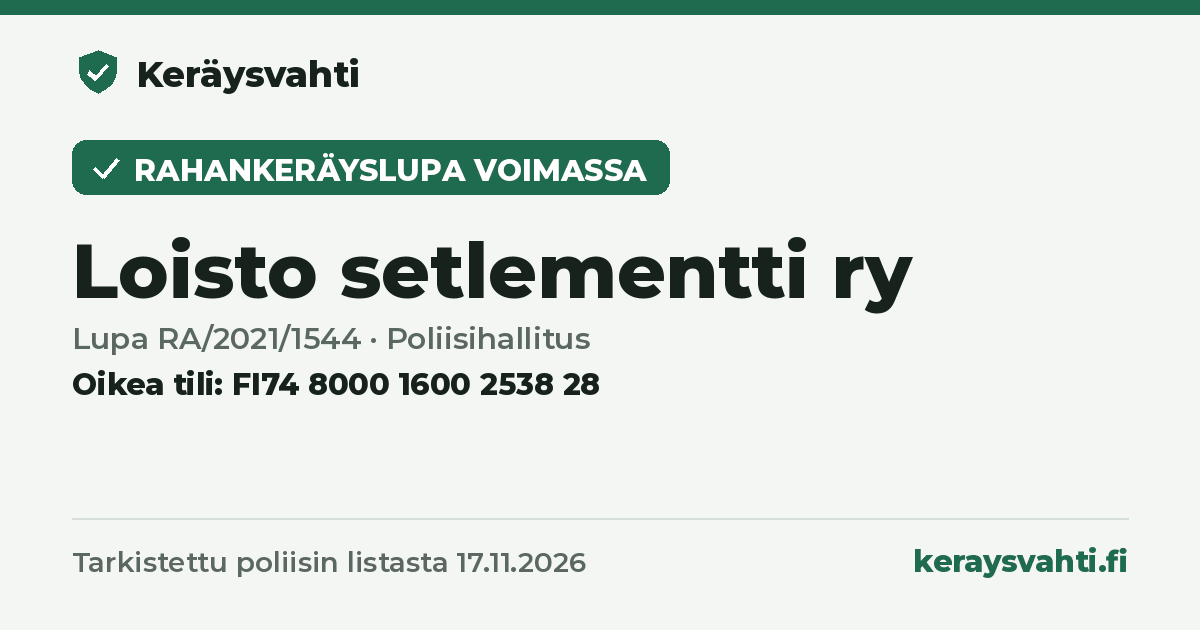 Keräysvahti
RAHANKERÄYSLUPA VOIMASSA
Loisto setlementti ry
Lupa RA/2021/1544 · Poliisihallitus
Oikea tili: FI74 8000 1600 2538 28
Tarkistettu poliisin listasta 17.11.2026
keraysvahti.fi